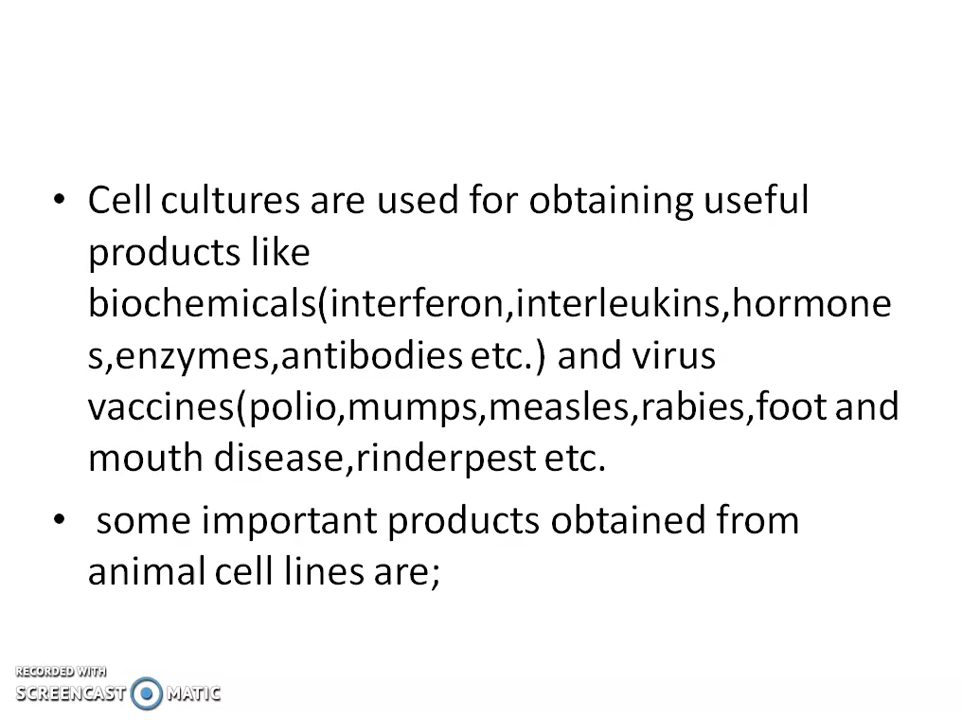 • Cell cultures are used for obtaining useful
products like
biochemicals(interferon,interleukins,hormone
s,enzymes,antibodies etc.) and virus
vaccines(polio,mumps,measles,rabies,foot and
mouth disease,rinderpest etc.
• some important products obtained from
animal cell lines are;
RECORDED WITH
SCREENCAST MATIC